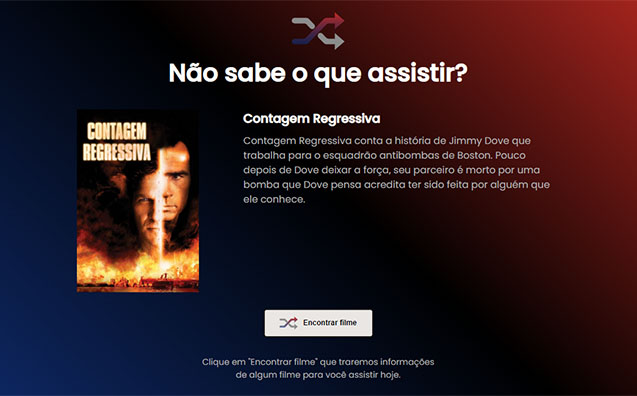 Não sabe o que assistir?
CONTAGEM
REGRESSIVA
Contagem Regressiva
Contagem Regressiva conta a história de Jimmy Dove que
trabalha para o esquadrão antibombas de Boston. Pouco
depois de Dove deixar a força, seu parceiro é morto por uma
bomba que Dove pensa acredita ter sido feita por alguém que
ele conhece.
Encontrar filme
Clique em "Encontrar filme" que traremos informações
de algum filme para você assistir hoje.